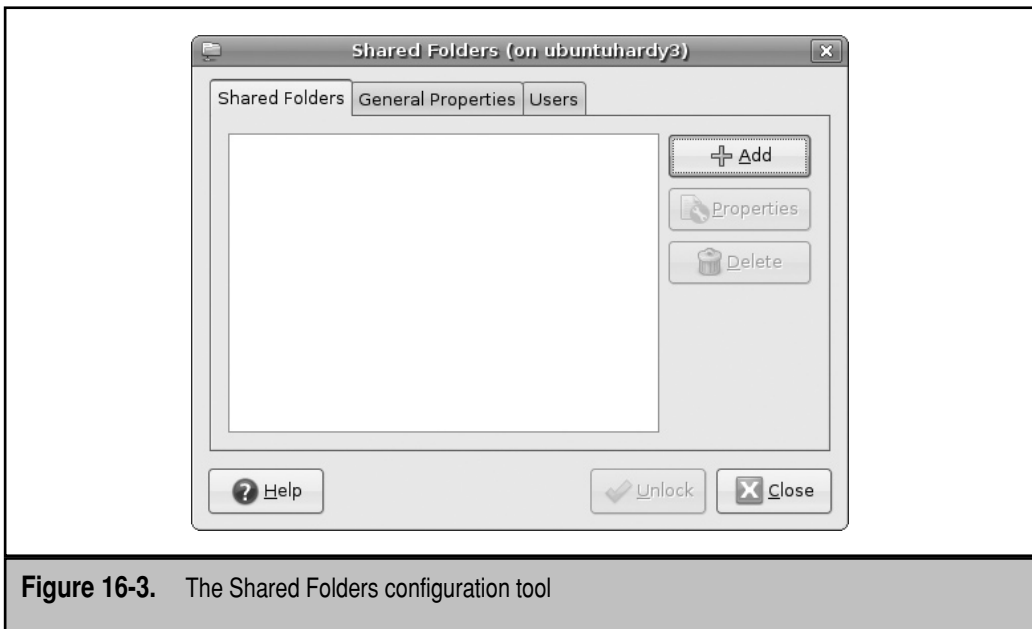 Shared Folders (on ubuntuhardy3)
Shared Folders General Properties Users
Add
Properties
Delete
Help Unlock Close
Figure 16-3. The Shared Folders configuration tool